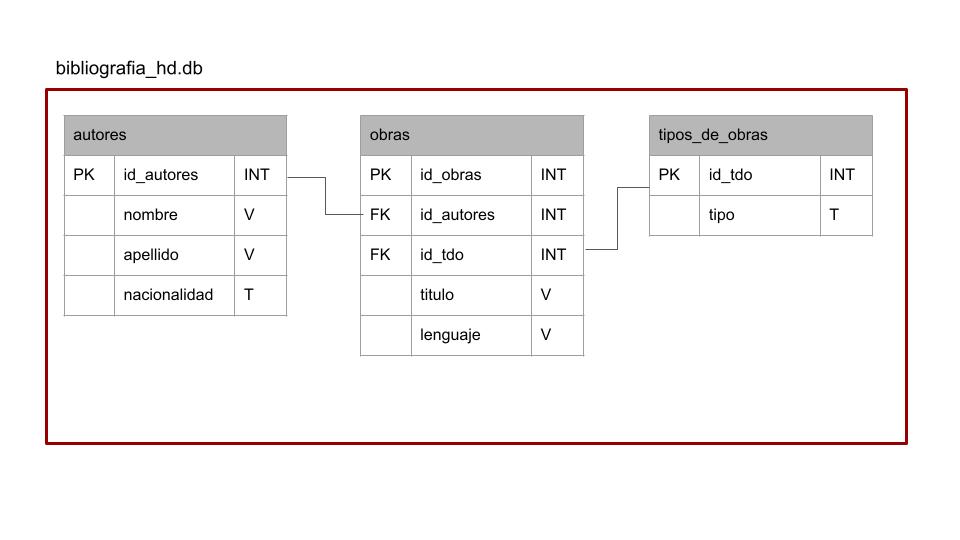 bibliografia_hd.db
autores
PK id_autores INT
nombre V
apellido V
nacionalidad T
obras
PK id_obras INT
FK id_autores INT
FK id_tdo INT
titulo V
lenguaje V
tipos_de_obras
PK id_tdo INT
tipo T